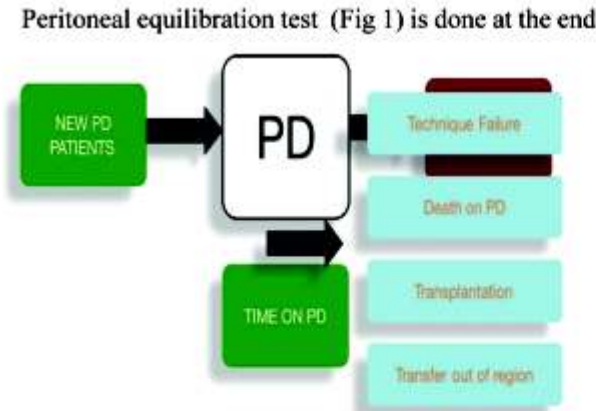 Peritoneal equilibration test (Fig 1) is done at the end
NEW PD
PATIENTS
PD
Technique Failure
Death on PD
TIME ON PD
Transplantation
Transfer out of region